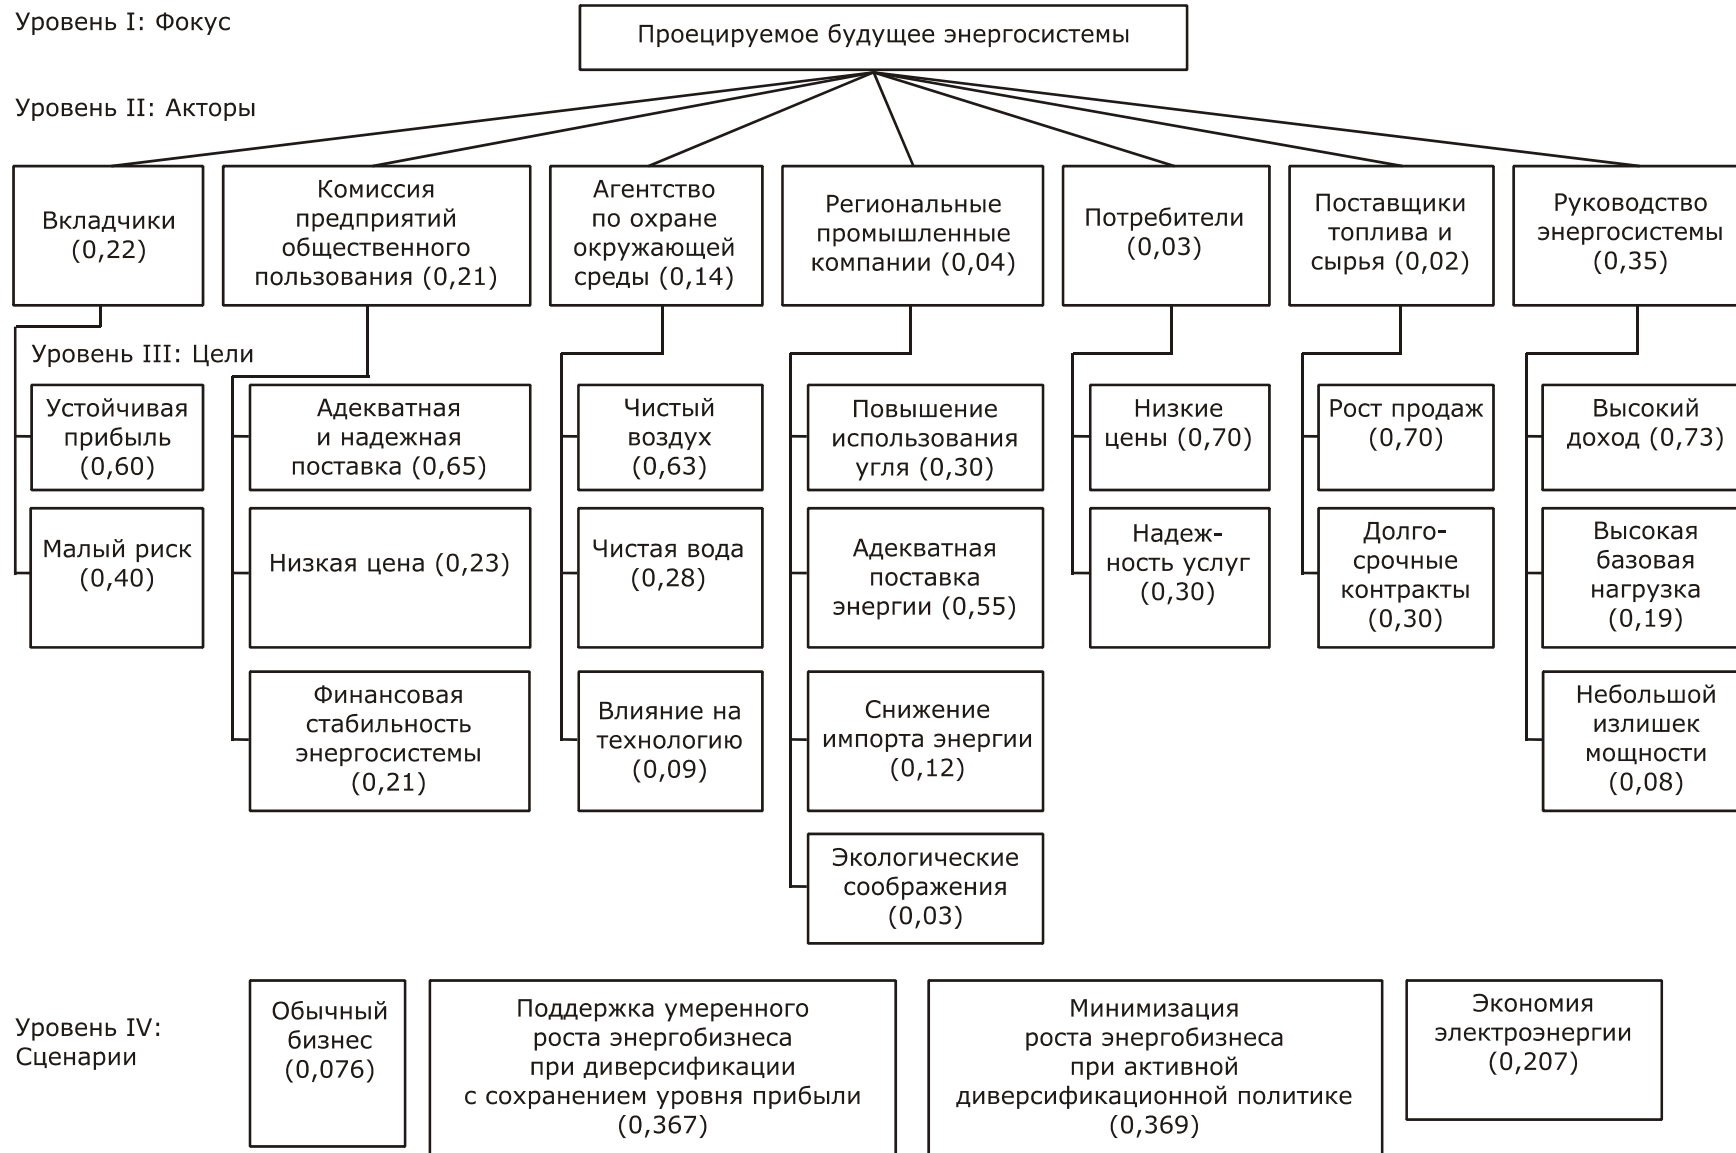 Уровень I: Фокус
Проецируемое будущее энергосистемы
Уровень II: Акторы
Вкладчики
(0,22)
Комиссия
предприятий
общественного
пользования (0,21)
Агентство
по охране
окружающей
среды (0,14)
Региональные
промышленные
компании (0,04)
Потребители
(0,03)
Поставщики
топлива и
сырья (0,02)
Руководство
энергосистемы
(0,35)
Уровень III: Цели
Устойчивая
прибыль
(0,60)
Адекватная
и надежная
поставка (0,65)
Чистый
воздух
(0,63)
Повышение
использования
угля (0,30)
Низкие
цены (0,70)
Рост продаж
(0,70)
Высокий
доход (0,73)
Малый риск
(0,40)
Низкая цена (0,23)
Чистая вода
(0,28)
Адекватная
поставка
энергии (0,55)
Надеж-
ность услуг
(0,30)
Долго-
срочные
контракты
(0,30)
Высокая
базовая
нагрузка
(0,19)
Финансовая
стабильность
энергосистемы
(0,21)
Влияние на
технологию
(0,09)
Снижение
импорта энергии
(0,12)
Небольшой
излишек
мощности
(0,08)
Экологические
соображения
(0,03)
Уровень IV:
Сценарии
Обычный
бизнес
(0,076)
Поддержка умеренного
роста энергобизнеса
при диверсификации
с сохранением уровня прибыли
(0,367)
Минимизация
роста энергобизнеса
при активной
диверсификационной политике
(0,369)
Экономия
электроэнергии
(0,207)